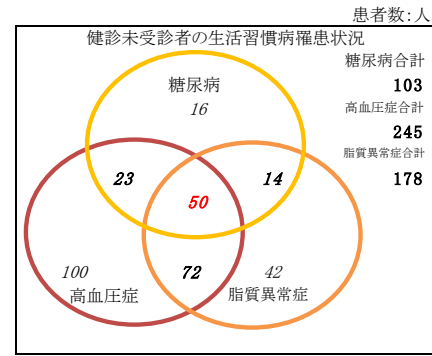 患者数:人
健診未受診者の生活習慣病罹患状況
糖尿病合計
103
高血圧症合計
245
脂質異常症合計
178
糖尿病
16
23
14
50
100
72
42
高血圧症
脂質異常症